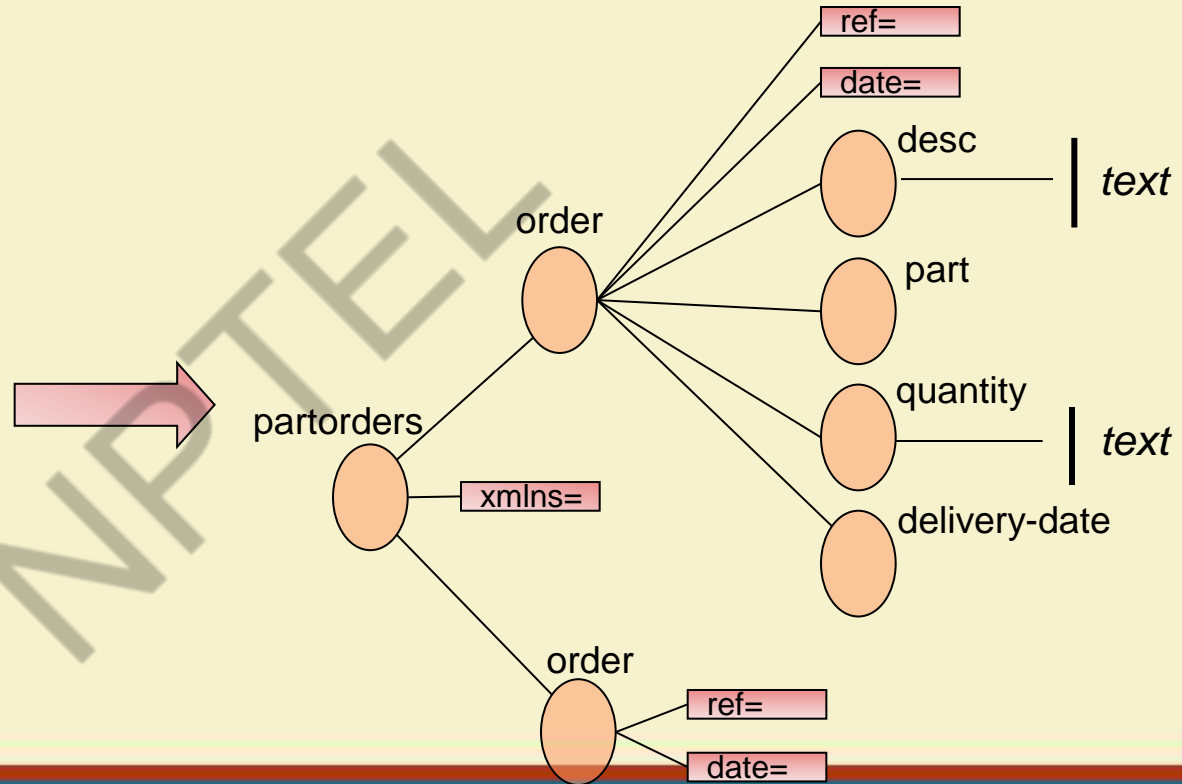 ref=
date=
desc
text
order
part
quantity
text
partorders
xmlns=
delivery-date
order
ref=
date=
NPTEL